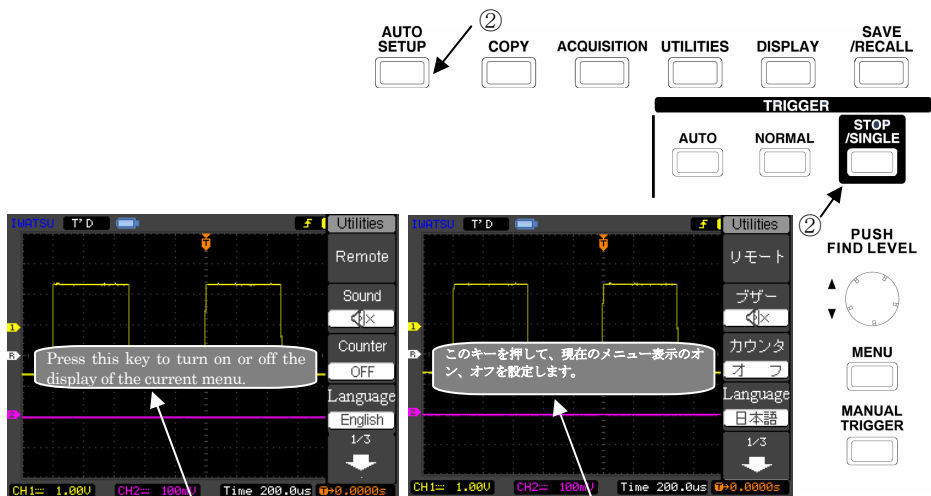 ②
AUTO
SETUP
COPY
ACQUISITION
UTILITIES
DISPLAY
SAVE
/RECALL
TRIGGER
AUTO
NORMAL
STOP
/SINGLE
②
PUSH
FIND LEVEL
MENU
MANUAL
TRIGGER
IWATSU T'D
T
Utilities
Remote
Sound
Counter
OFF
Language
English
1/3
1
R
2
Press this key to turn on or off the
display of the current menu.
CH1 1.00V CH2 100mV Time 200.0us T→0.0000s
IWATSU T'D
T
Utilities
リモート
ブザー
カウンタ
オフ
Language
日本語
1/3
1
R
2
このキーを押して、現在のメニュー表示のオ
ン、オフを設定します。
CH1 1.00V CH2 100mV Time 200.0us T→0.0000s